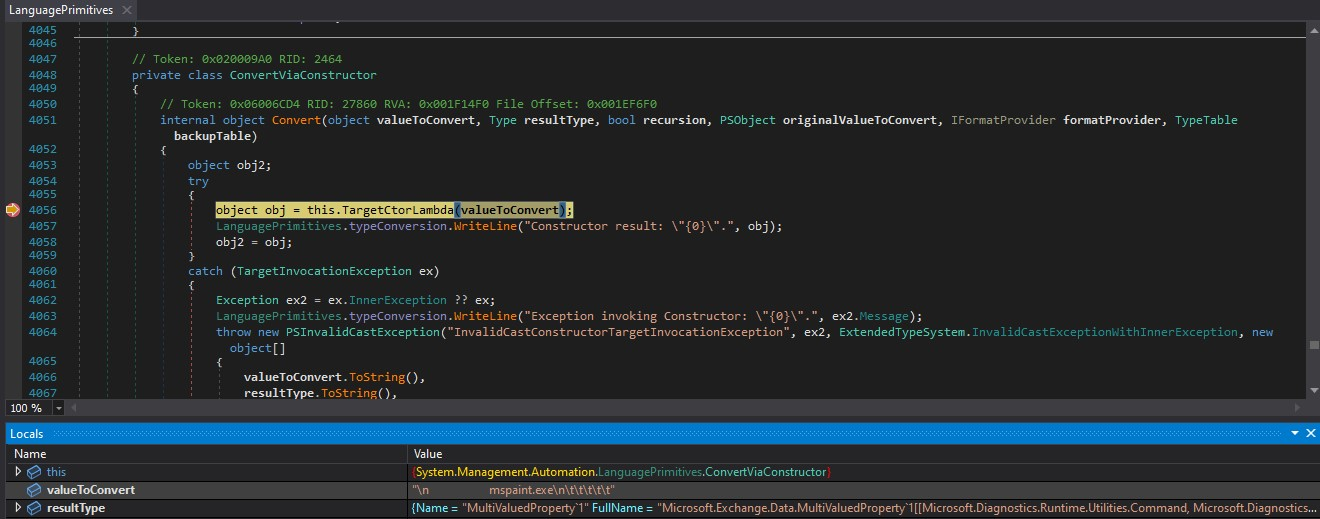 LanguagePrimitives ×
4045 }
4046
4047 // Token: 0x020009A0 RID: 2464
4048 private class ConvertViaConstructor
4049 {
4050 // Token: 0x06006CD4 RID: 27860 RVA: 0x001F14F0 File Offset: 0x001EF6F0
4051 internal object Convert(object valueToConvert, Type resultType, bool recursion, PSObject originalValueToConvert, IFormatProvider formatProvider, TypeTable
backupTable)
4052 {
4053 object obj2;
4054 try
4055 {
4056 object obj = this.TargetCtorLambda(valueToConvert);
4057 LanguagePrimitives.typeConversion.WriteLine("Constructor result: \"{0}\".", obj);
4058 obj2 = obj;
4059 }
4060 catch (TargetInvocationException ex)
4061 {
4062 Exception ex2 = ex.InnerException ?? ex;
4063 LanguagePrimitives.typeConversion.WriteLine("Exception invoking Constructor: \"{0}\".", ex2.Message);
4064 throw new PSInvalidCastException("InvalidCastConstructorTargetInvocationException", ex2, ExtendedTypeSystem.InvalidCastExceptionWithInnerException, new
object[]
4065 {
4066 valueToConvert.ToString(),
4067 resultType.ToString(),
100 %
Locals
Name Value
this {System.Management.Automation.LanguagePrimitives.ConvertViaConstructor}
valueToConvert "\n mspaint.exe\n\t\t\t\t\t"
resultType {Name = "MultiValuedProperty`1" FullName = "Microsoft.Exchange.Data.MultiValuedProperty`1[[Microsoft.Diagnostics.Runtime.Utilities.Command, Microsoft.Diagnostics...